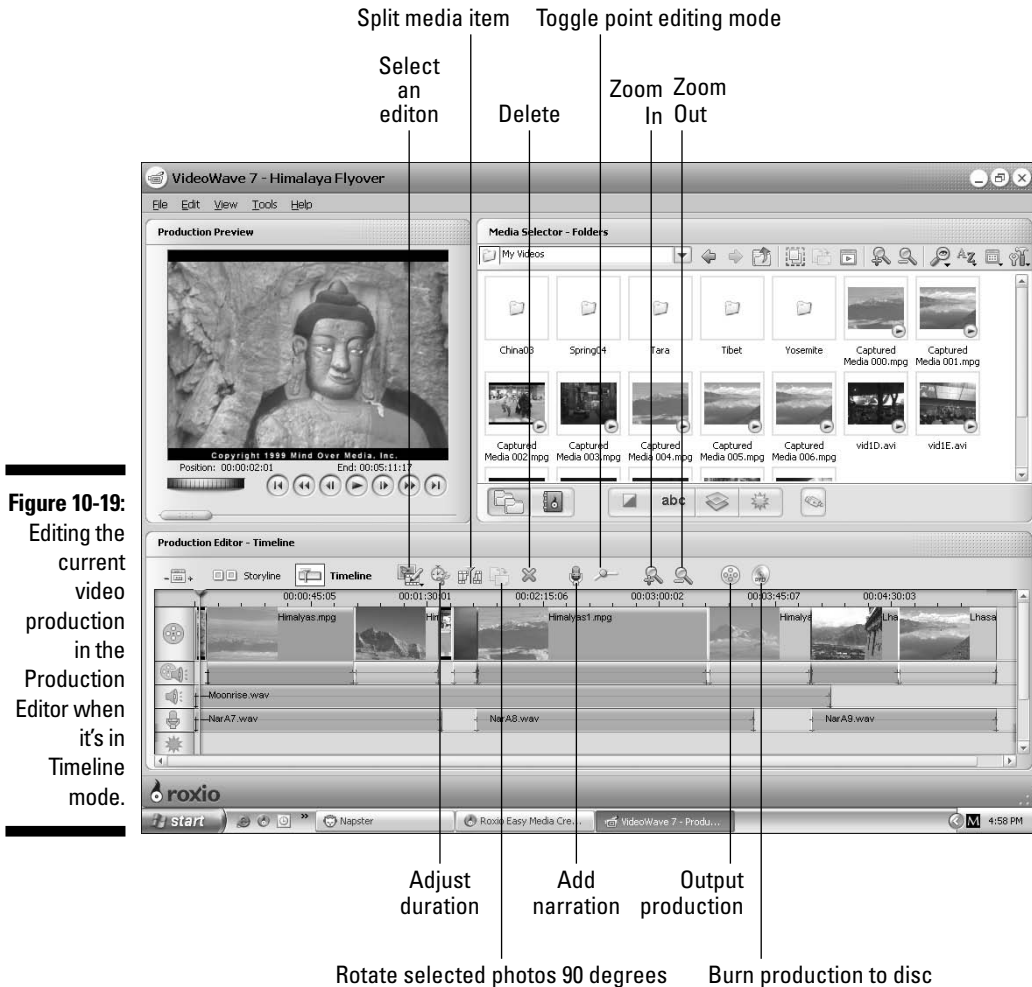 Split media item
Toggle point editing mode
Select
an
editon
Delete
Zoom
In
Zoom
Out
VideoWave 7 - Himalaya Flyover
File Edit View Tools Help
Production Preview
Media Selector - Folders
My Videos
China03
Spring04
Tara
Tibet
Yosemite
Captured
Media 000.mpg
Captured
Media 001.mpg
Captured
Media 002.mpg
Captured
Media 003.mpg
Captured
Media 004.mpg
Captured
Media 005.mpg
Captured
Media 006.mpg
vid1D.avi
vid1E.avi
Copyright 1999 Mind Over Media, Inc.
Position: 00:00:02:01
End: 00:05:11:17
abc
Figure 10-19:
Editing the
current
video
production
in the
Production
Editor when
it's in
Timeline
mode.
Production Editor - Timeline
Storyline
Timeline
00:00:45:05
00:01:30:01
00:02:15:06
00:03:00:02
00:03:45:07
00:04:30:03
Himalyas.mpg
Him
Himalyas1.mpg
Himalya
Lha
Lhasa
Moonrise.wav
NarA7.wav
NarA8.wav
NarA9.wav
roxio
start
Napster
Roxio Easy Media Cre...
VideoWave 7 - Produ...
4:58 PM
Adjust
duration
Add
narration
Output
production
Rotate selected photos 90 degrees
Burn production to disc